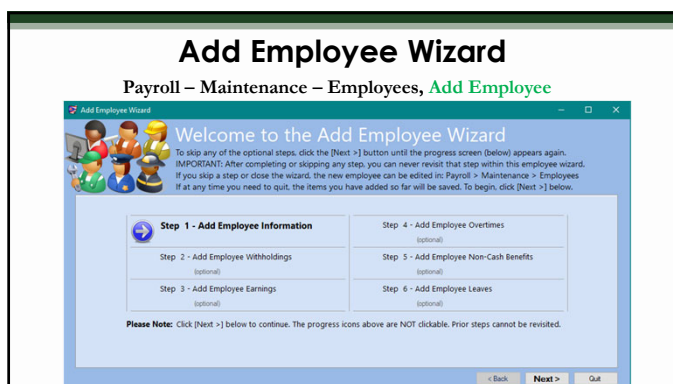 Add Employee Wizard
Payroll – Maintenance – Employees, Add Employee
Add Employee Wizard
Welcome to the Add Employee Wizard
To skip any of the optional steps, click the [Next >] button until the progress screen (below) appears again.
IMPORTANT: After completing or skipping any step, you can never revisit that step within this employee wizard.
If you skip a step or close the wizard, the new employee can be edited in: Payroll > Maintenance > Employees
If at any time you need to quit, the items you have added so far will be saved. To begin, click [Next >] below.
Step 1 - Add Employee Information
Step 2 - Add Employee Withholdings
(optional)
Step 3 - Add Employee Earnings
(optional)
Step 4 - Add Employee Overtimes
(optional)
Step 5 - Add Employee Non-Cash Benefits
(optional)
Step 6 - Add Employee Leaves
(optional)
Please Note: Click [Next >] below to continue. The progress icons above are NOT clickable. Prior steps cannot be revisited.
< Back Next > Quit